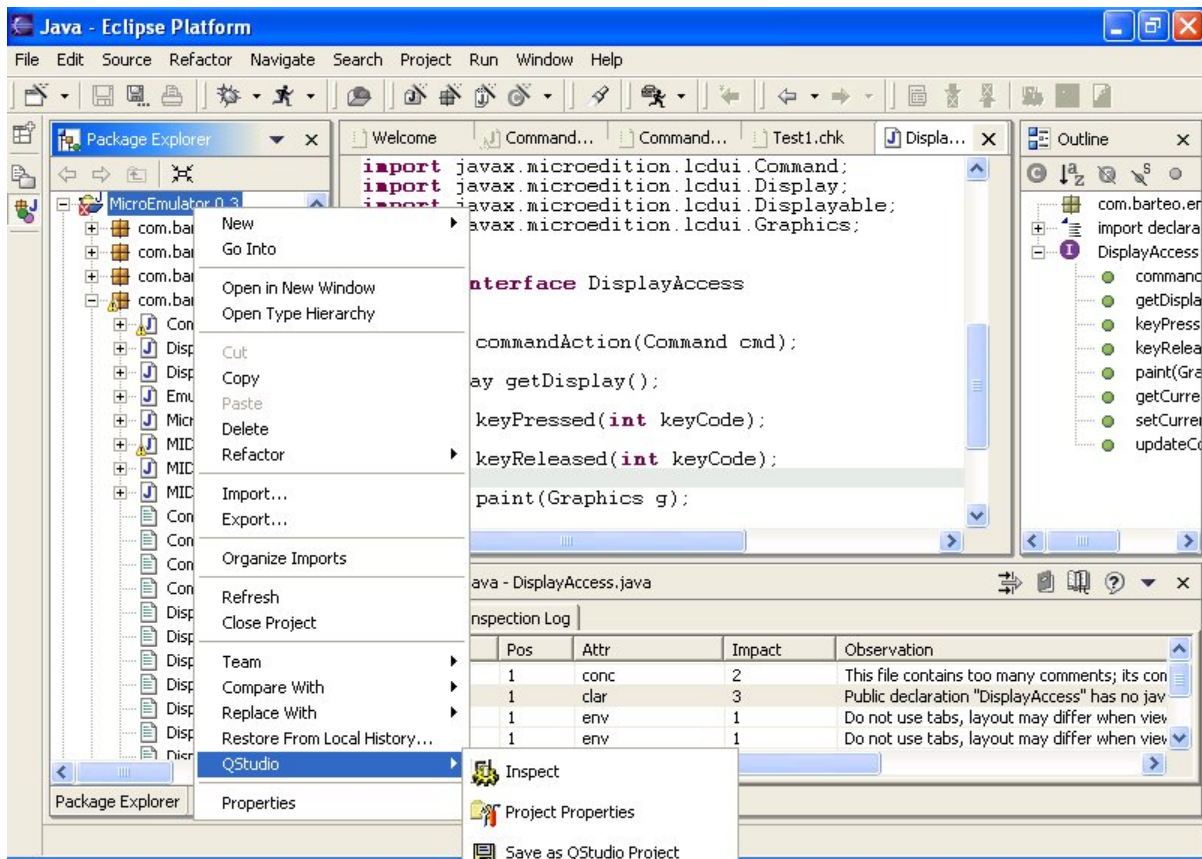 Java - Eclipse Platform
File Edit Source Refactor Navigate Search Project Run Window Help
Package Explorer
MicroEmulator 0_3
com.bar
com.bar
com.bar
com.bar
Con
Disp
Disp
Emu
Micr
MID
MID
MID
Con
Con
Con
Con
Disp
Disp
Disp
Disp
Disp
Disp
Disp
Package Explorer
New
Go Into
Open in New Window
Open Type Hierarchy
Cut
Copy
Paste
Delete
Refactor
Import...
Export...
Organize Imports
Refresh
Close Project
Team
Compare With
Replace With
Restore From Local History...
QStudio
Properties
Inspect
Project Properties
Save as QStudio Project
Welcome Command... Command... Test1.chk Displa...
import javax.microedition.lcdui.Command;
import javax.microedition.lcdui.Display;
import javax.microedition.lcdui.Displayable;
avax.microedition.lcdui.Graphics;
nterface DisplayAccess
commandAction(Command cmd);
ay getDisplay();
keyPressed(int keyCode);
keyReleased(int keyCode);
paint(Graphics g);
Outline
com.barteo.er
import declara
DisplayAccess
command
getDispla
keyPress
keyRelea
paint(Gra
getCurre
setCurrer
updateCo
ava - DisplayAccess.java
nspection Log
Pos Attr Impact Observation
1 conc 2 This file contains too many comments; its con
1 clar 3 Public declaration "DisplayAccess" has no jav
1 env 1 Do not use tabs, layout may differ when view
1 env 1 Do not use tabs, layout may differ when view